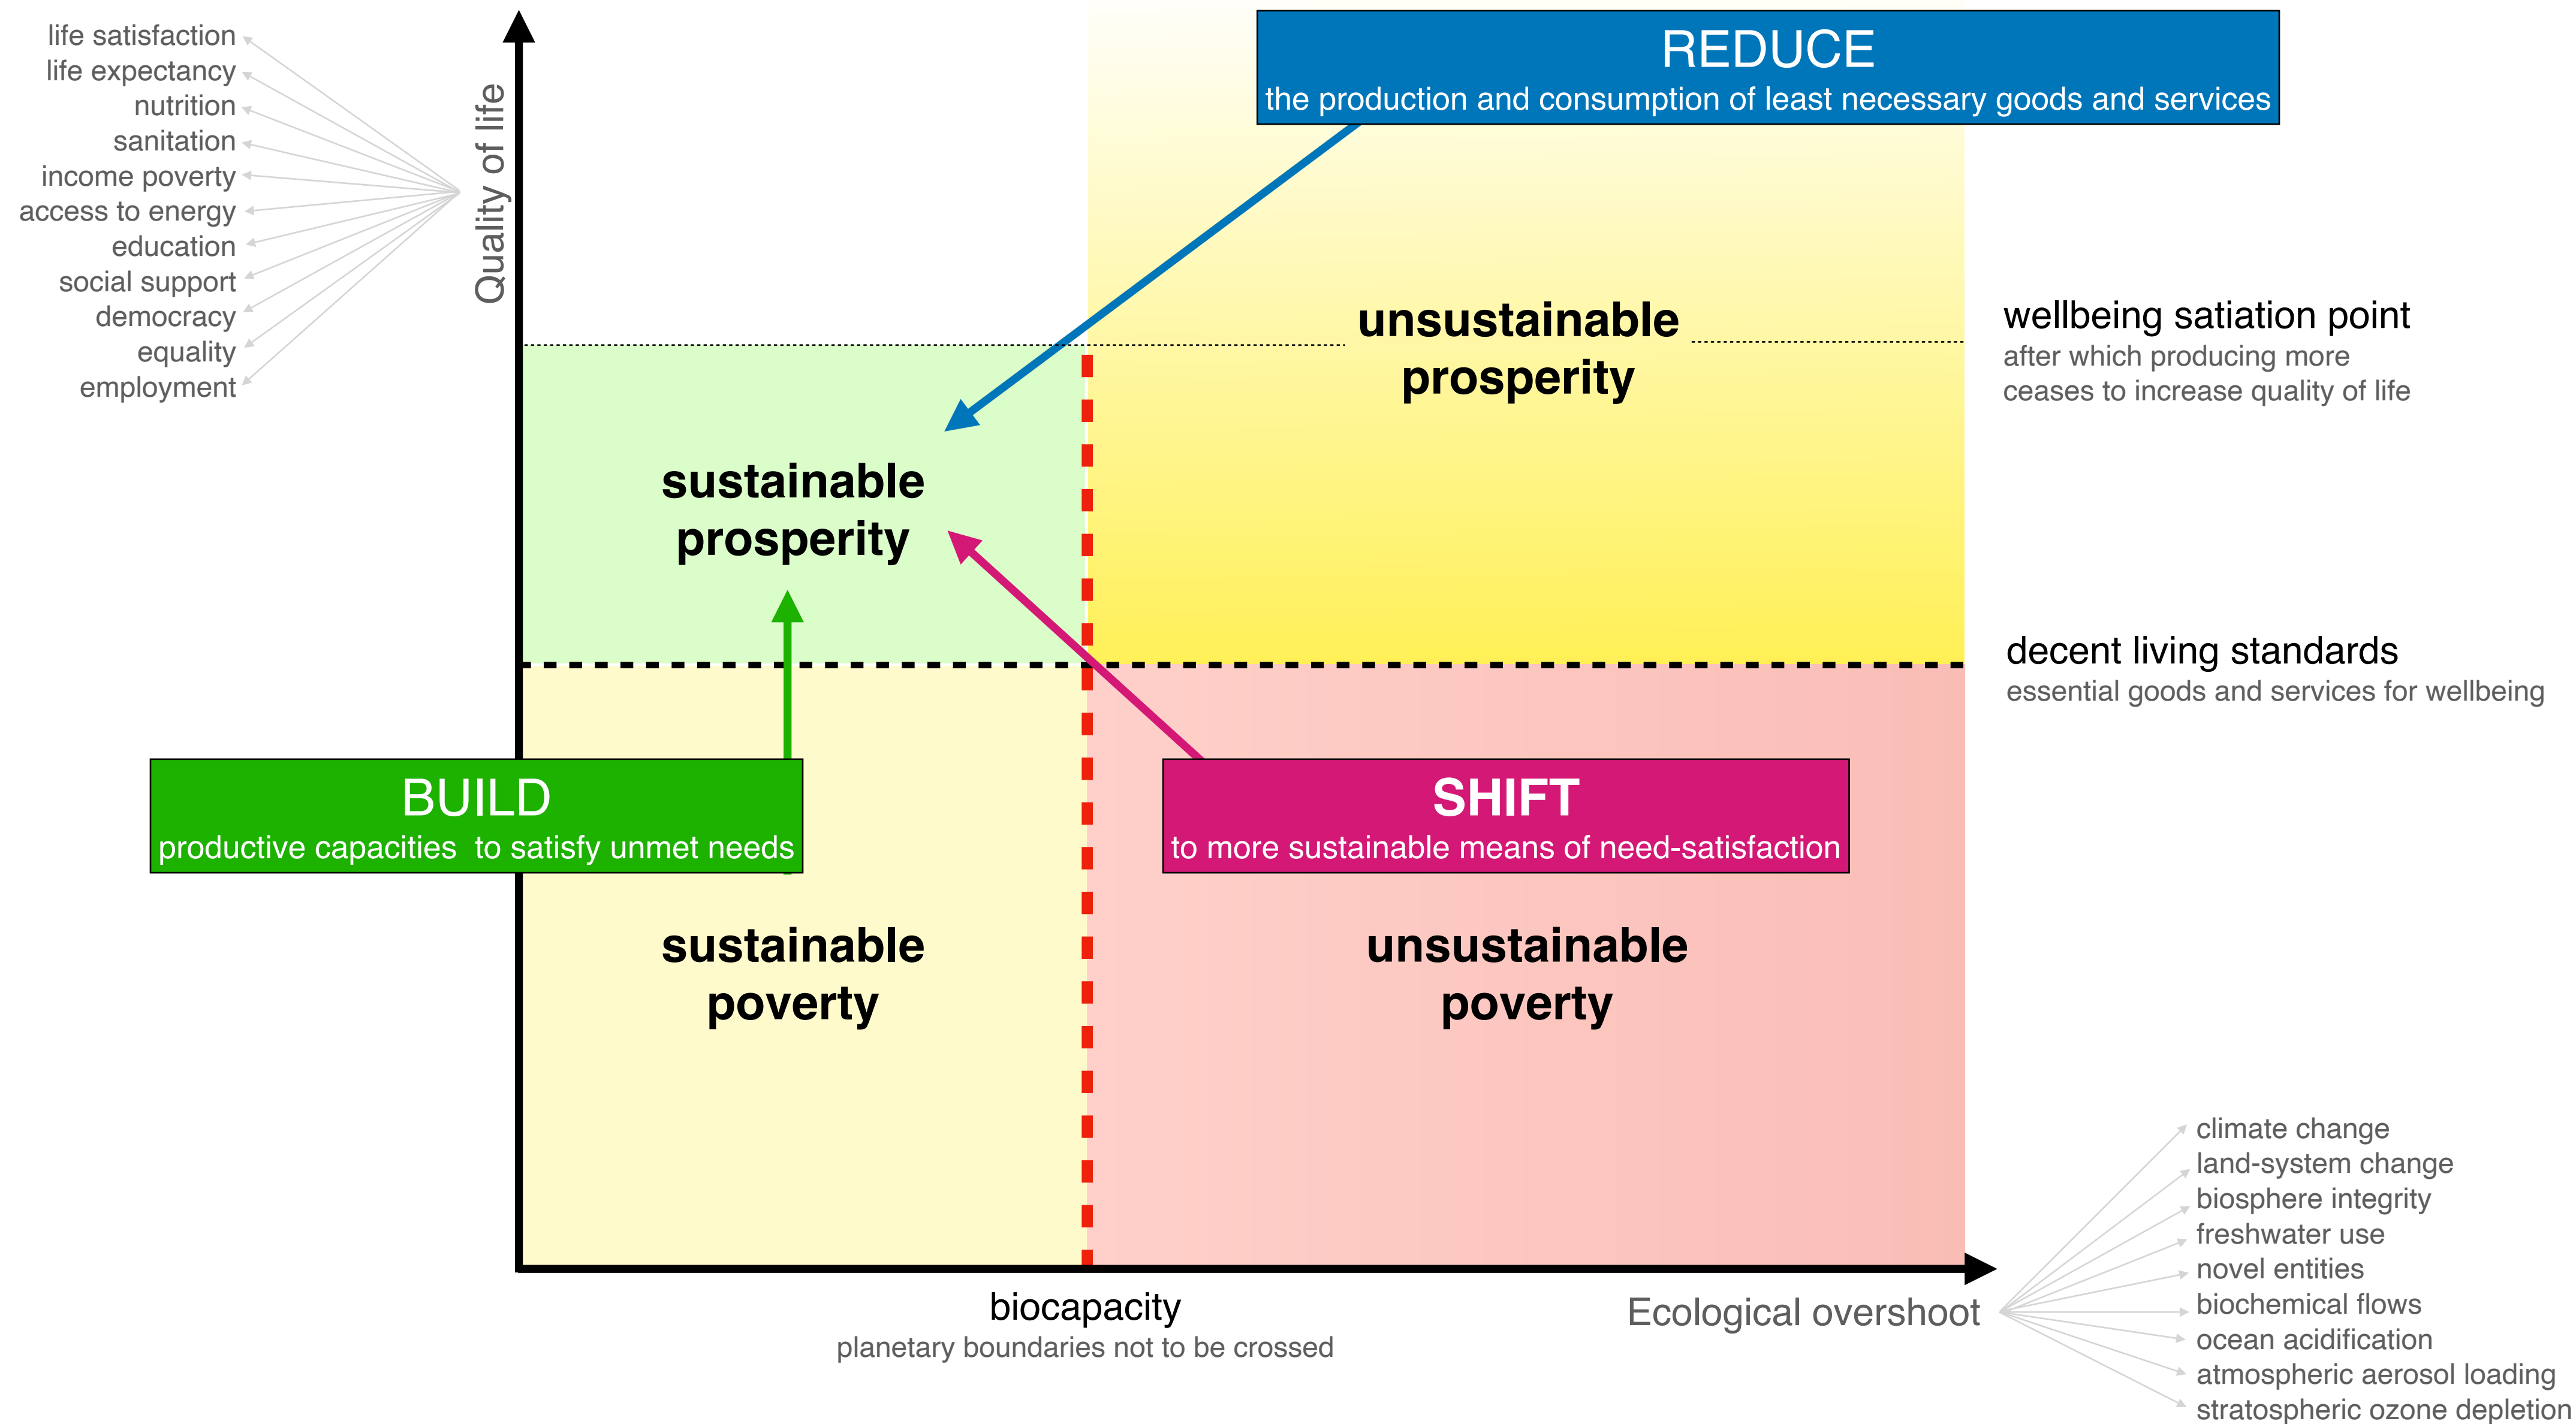 life satisfaction
life expectancy
nutrition
sanitation
income poverty
access to energy
education
social support
democracy
equality
employment
Quality of life
REDUCE
the production and consumption of least necessary goods and services
unsustainable
prosperity
wellbeing satiation point
after which producing more
ceases to increase quality of life
sustainable
prosperity
decent living standards
essential goods and services for wellbeing
BUILD
productive capacities  to satisfy unmet needs
SHIFT
to more sustainable means of need-satisfaction
sustainable
poverty
unsustainable
poverty
biocapacity
planetary boundaries not to be crossed
Ecological overshoot
climate change
land-system change
biosphere integrity
freshwater use
novel entities
biochemical flows
ocean acidification
atmospheric aerosol loading
stratospheric ozone depletion